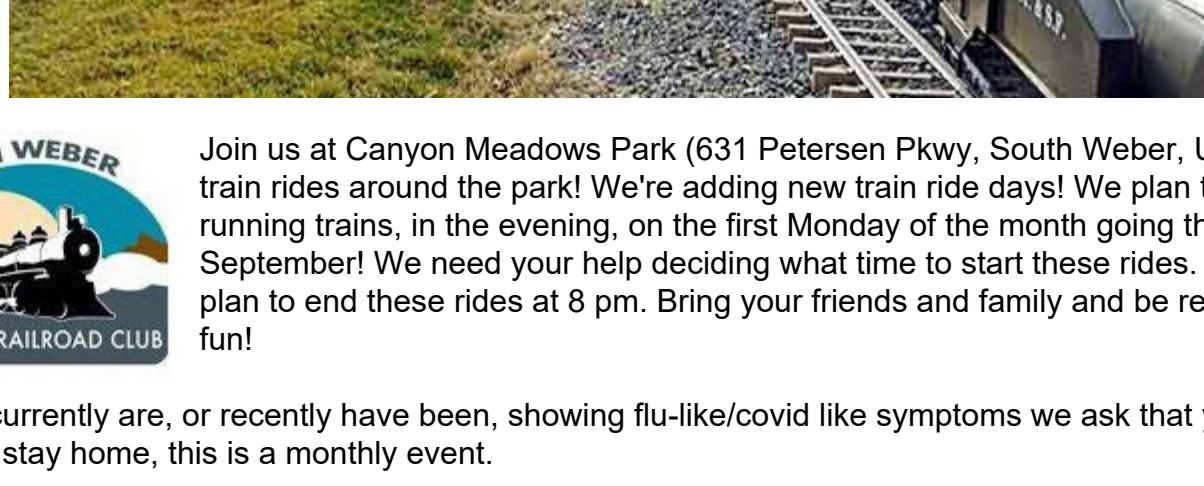 WEBER
RAILROAD CLUB
Join us at Canyon Meadows Park (631 Petersen Pkwy, South Weber,
train rides around the park! We're adding new train ride days! We plan
running trains, in the evening, on the first Monday of the month going
September! We need your help deciding what time to start these rides.
plan to end these rides at 8 pm. Bring your friends and family and be
fun!
currently are, or recently have been, showing flu-like/covid like symptoms we ask that
stay home, this is a monthly event.